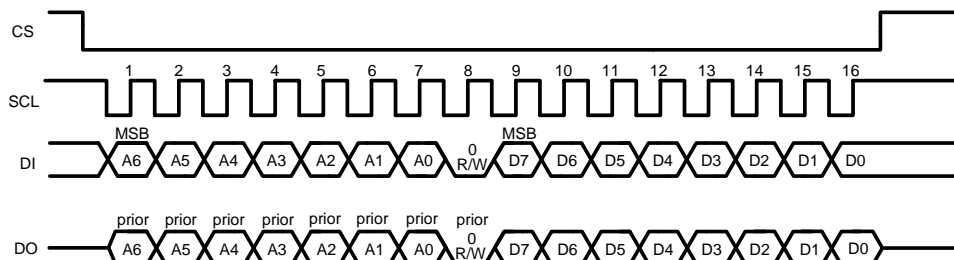 CS
1 2 3 4 5 6 7 8 9 10 11 12 13 14 15 16
SCL
MSB MSB
DI A6 A5 A4 A3 A2 A1 A0 0 R/W D7 D6 D5 D4 D3 D2 D1 D0
prior prior prior prior prior prior prior prior
DO A6 A5 A4 A3 A2 A1 A0 0 R/W D7 D6 D5 D4 D3 D2 D1 D0